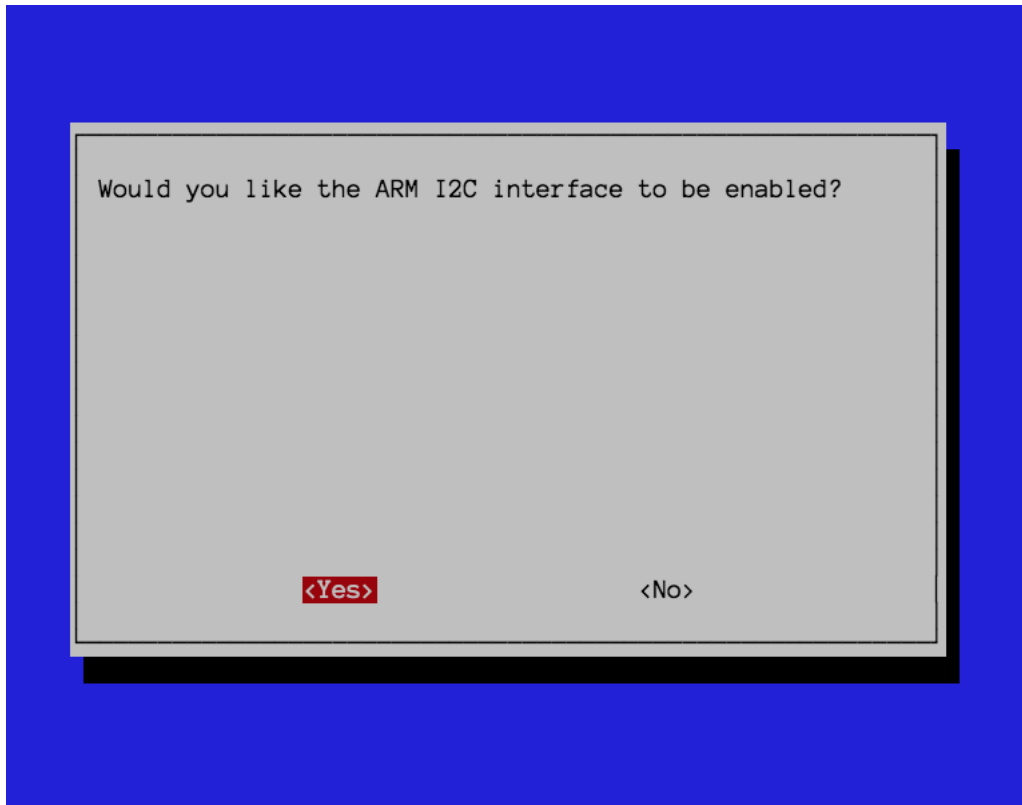 Would you like the ARM I2C interface to be enabled?
<Yes> <No>